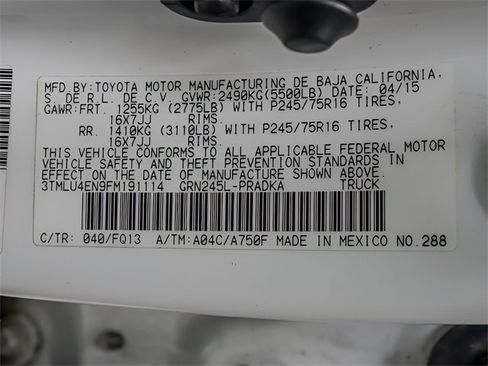 MFD.BY:TOYOTA MOTOR MANUFACTURING DE BAJA CALIFORNIA,
S. DE R.L. DE C.V. GVWR:2490KG(5500LB) DATE: 04/15
GAWR:FRT. 1255KG (2775LB) WITH P245/75R16 TIRES,
16X7JJ RIMS.
RR. 1410KG (3110LB) WITH P245/75R16 TIRES,
16X7JJ RIMS.
THIS VEHICLE CONFORMS TO ALL APPLICABLE FEDERAL MOTOR
VEHICLE SAFETY AND THEFT PREVENTION STANDARDS IN
EFFECT ON THE DATE OF MANUFACTURE SHOWN ABOVE.
3TMLU4EN9FM191114 GRN245L-PRADKA TRUCK
C/TR: 040/FQ13 A/TM:A04C/A750F MADE IN MEXICO NO.288